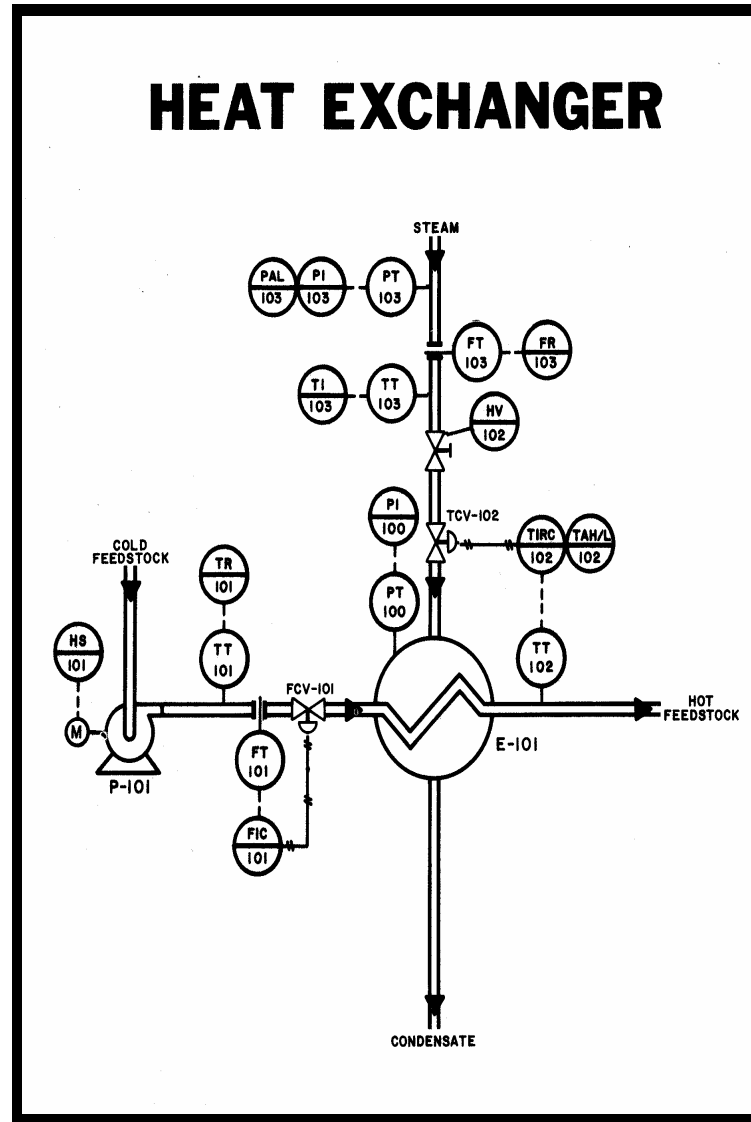 HEAT EXCHANGER
STEAM
PAL
103
PI
103
PT
103
FT
103
FR
103
TI
103
TT
103
HV
102
PI
100
TCV-102
TIRC
102
TAH/L
102
COLD
FEEDSTOCK
TR
101
PT
100
HS
101
TT
101
TT
102
FCV-101
HOT
FEEDSTOCK
M
E-101
FT
101
P-101
FIC
101
CONDENSATE